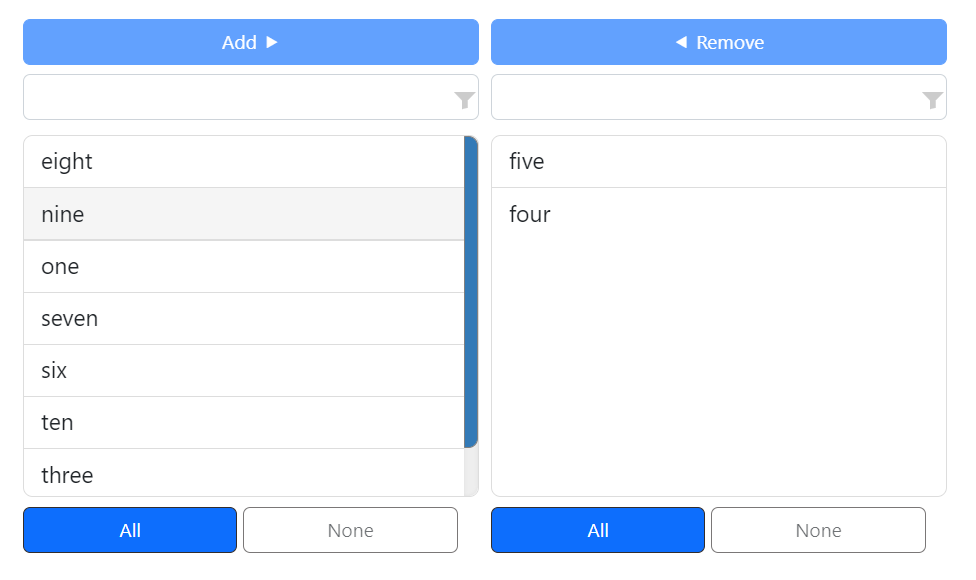 Add ▶
◀ Remove
eight
nine
one
seven
six
ten
three
five
four
All
None
All
None